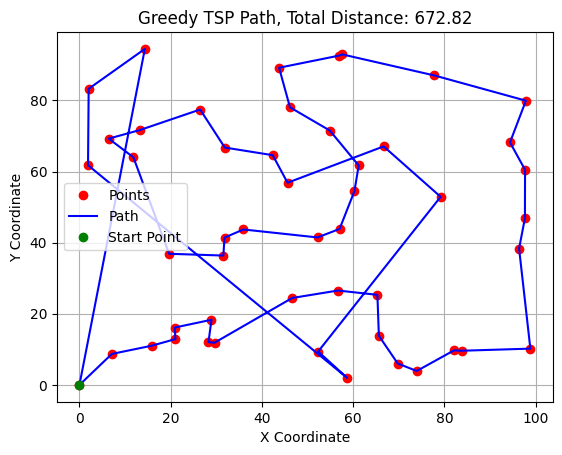 Greedy TSP Path, Total Distance: 672.82
80
60
40
20
0
Y Coordinate
Points
Path
Start Point
0 20 40 60 80 100
X Coordinate